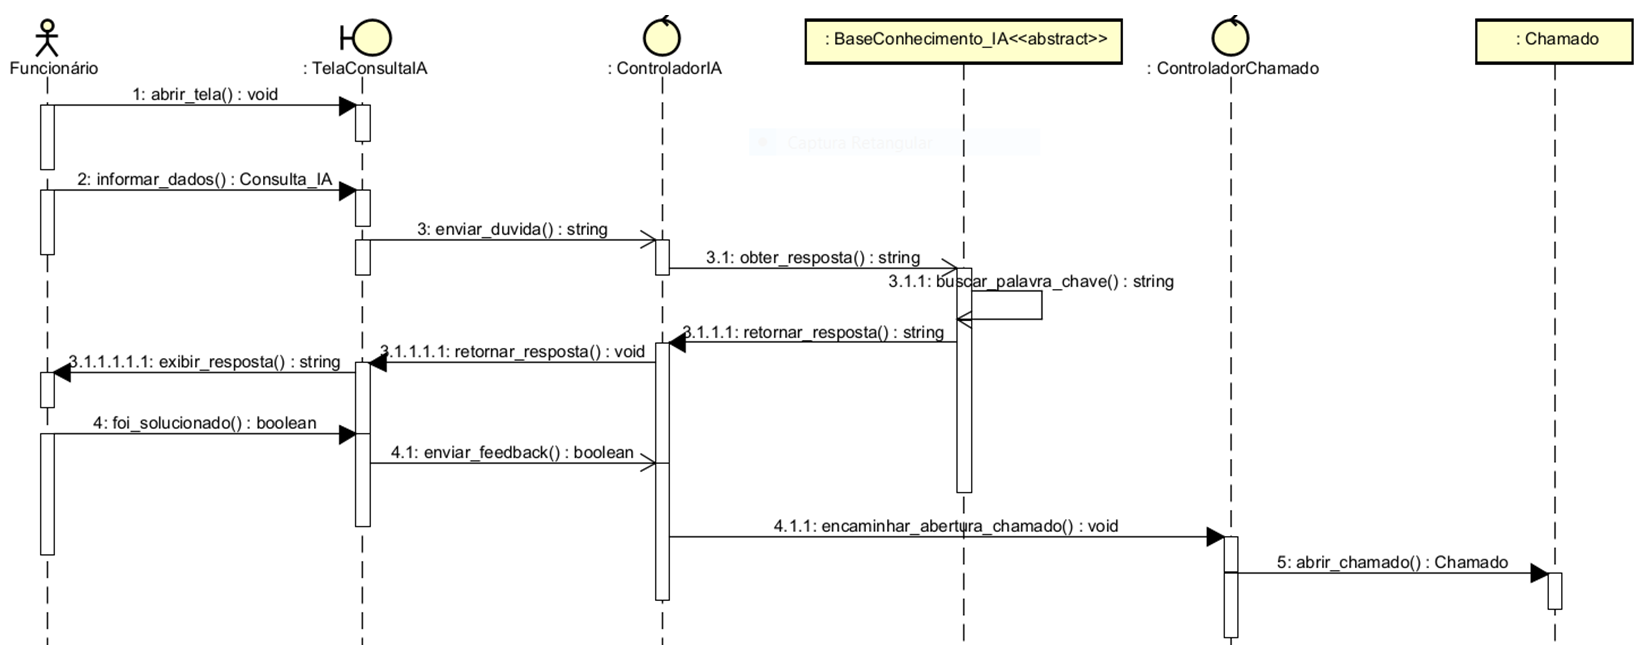 : BaseConhecimento_IA<<abstract>>
: Chamado
Funcionário
: TelaConsultaIA
: ControladorIA
: ControladorChamado
1: abrir_tela() : void
Captura Retangular
2: informar_dados() : Consulta_IA
3: enviar_duvida() : string
3.1: obter_resposta() : string
3.1.1: buscar_palavra_chave() : string
3.1.1.1: retornar_resposta() : string
3.1.1.1.1: retornar_resposta() : void
3.1.1.1.1.1: exibir_resposta() : string
4: foi_solucionado() : boolean
4.1: enviar_feedback() : boolean
4.1.1: encaminhar_abertura_chamado() : void
5: abrir_chamado() : Chamado